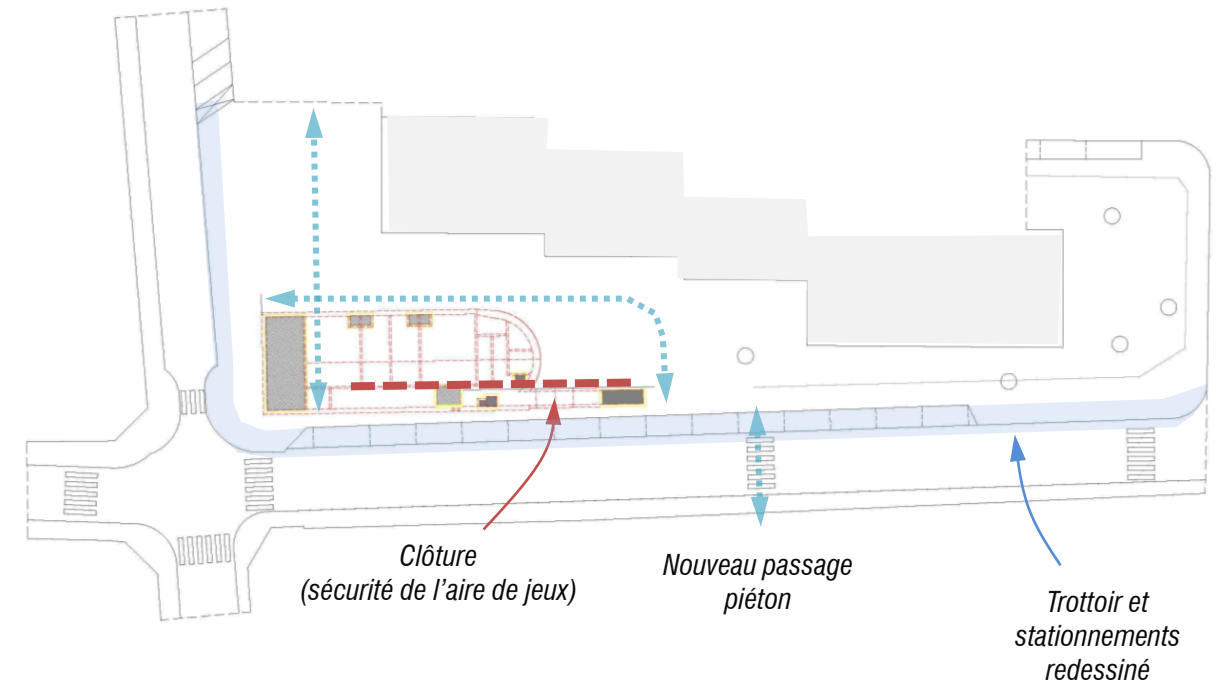 Clôture
(sécurité de l'aire de jeux)
Nouveau passage
piéton
Trottoir et
stationnements
redessiné